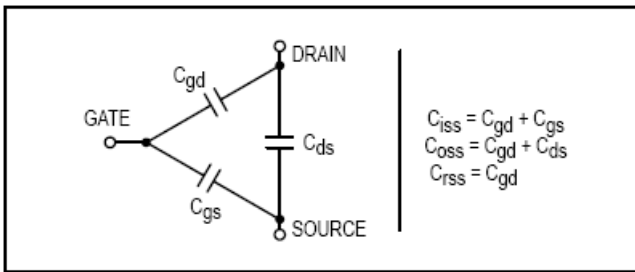 DRAIN
Cgd
GATE
Cds
Cgs
SOURCE
Ciss = Cgd + Cgs
Coss = Cgd + Cds
Crss = Cgd